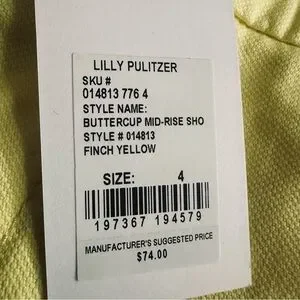 LILLY PULITZER
SKU #
014813 776 4
STYLE NAME:
BUTTERCUP MID-RISE SHO
STYLE # 014813
FINCH YELLOW
SIZE: 4
197367 194579
MANUFACTURER'S SUGGESTED PRICE
$74.00